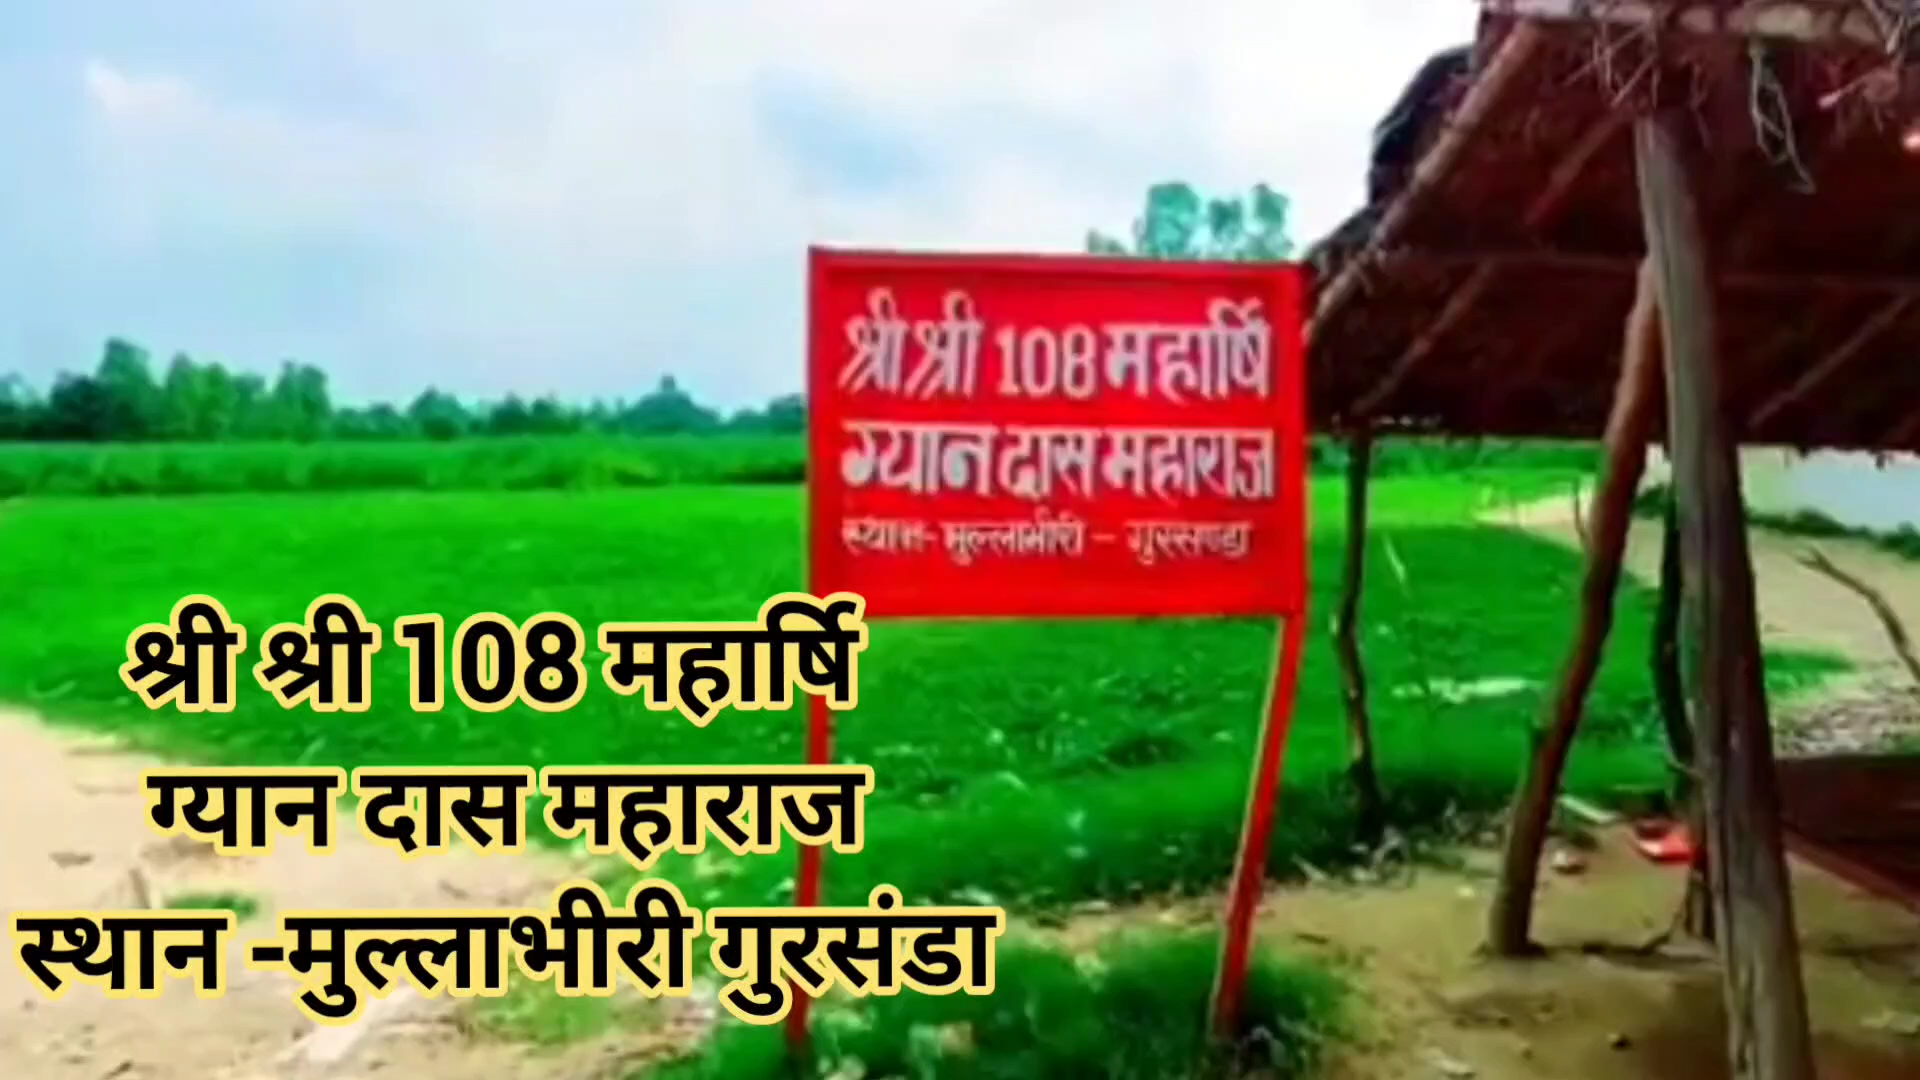 श्री श्री 108 महार्षि
ग्यान दास महाराज
स्थान- मुल्लाभीरी - गुरसण्डा
श्री श्री 108 महार्षि
ग्यान दास महाराज
स्थान -मुल्लाभीरी गुरसंडा